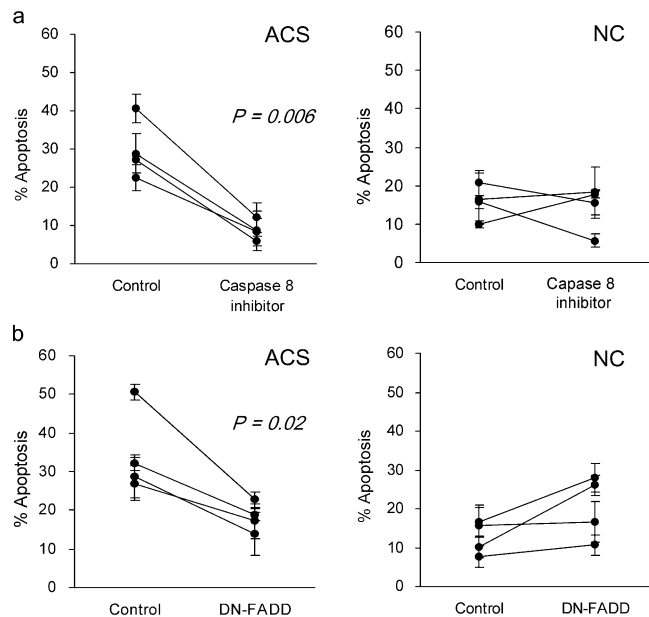 a
ACS
NC
60
50
40
30
20
10
0
% Apoptosis
P = 0.006
Control
Caspase 8
inhibitor
60
50
40
30
20
10
0
% Apoptosis
Control
Capase 8
inhibitor
b
ACS
NC
60
50
40
30
20
10
0
% Apoptosis
P = 0.02
Control
DN-FADD
60
50
40
30
20
10
0
% Apoptosis
Control
DN-FADD